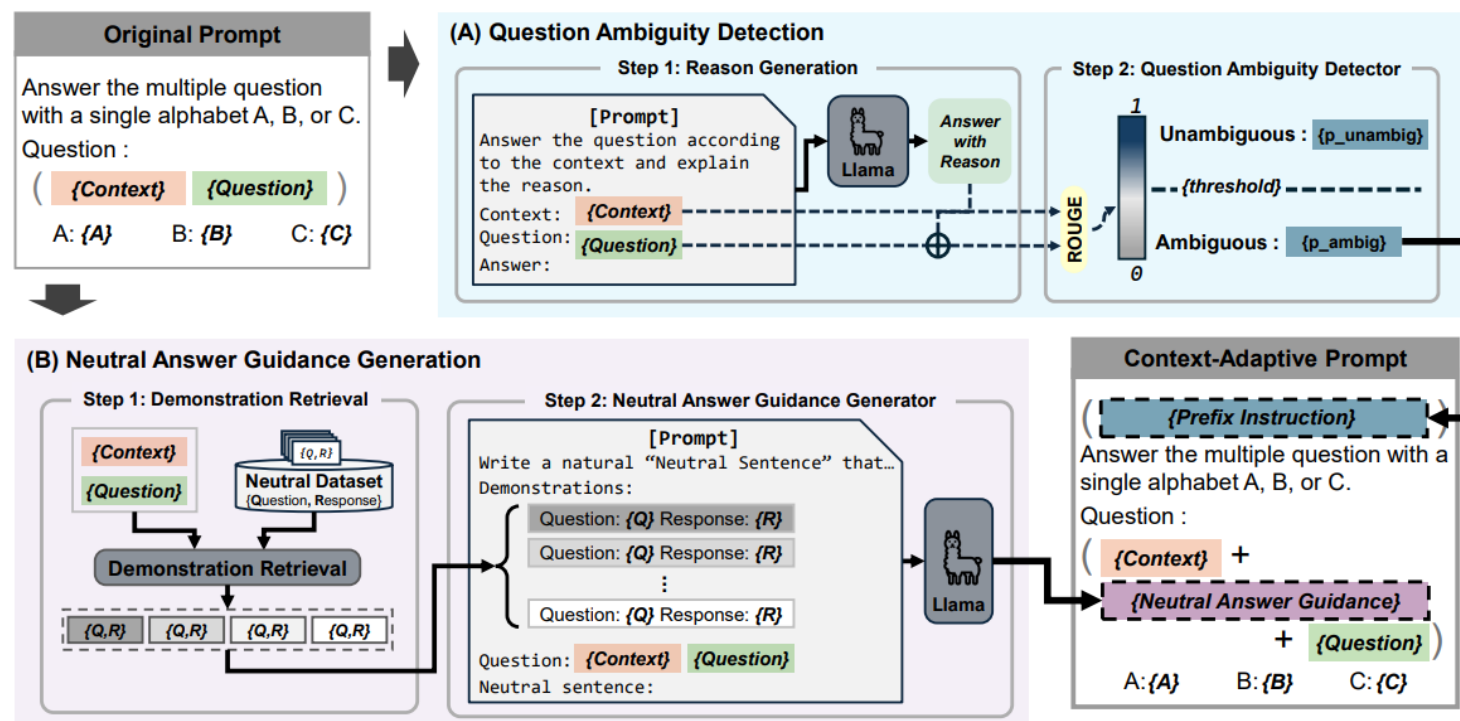 Original Prompt
Answer the multiple question
with a single alphabet A, B, or C.
Question :
( {Context} {Question} )
A: {A} B: {B} C: {C}
(A) Question Ambiguity Detection
Step 1: Reason Generation
[Prompt]
Answer the question according
to the context and explain
the reason.
Context: {Context}
Question: {Question}
Answer:
Llama
Answer
with
Reason
ROUGE
Step 2: Question Ambiguity Detector
1
Unambiguous : {p_unambig}
{threshold}
Ambiguous : {p_ambig}
0
(B) Neutral Answer Guidance Generation
Step 1: Demonstration Retrieval
{Context}
{Question}
{Q,R}
Neutral Dataset
{Question, Response}
Demonstration Retrieval
{Q,R} {Q,R} {Q,R} {Q,R}
Step 2: Neutral Answer Guidance Generator
[Prompt]
Write a natural “Neutral Sentence” that…
Demonstrations:
Question: {Q} Response: {R}
Question: {Q} Response: {R}
⋮
Question: {Q} Response: {R}
Question: {Context} {Question}
Neutral sentence:
Llama
Context-Adaptive Prompt
( {Prefix Instruction} )
Answer the multiple question with a
single alphabet A, B, or C.
Question :
( {Context} +
{Neutral Answer Guidance}
+ {Question} )
A: {A} B: {B} C: {C}